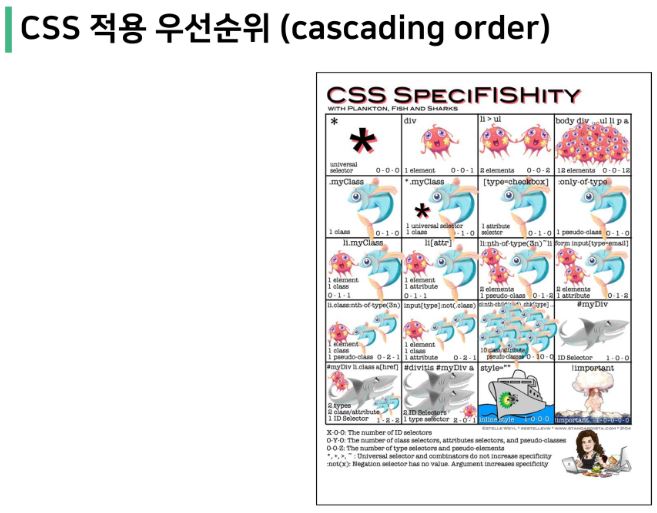 CSS 적용 우선순위 (cascading order)
CSS SpeciFISHity
WITH PLANKTON, FISH AND SHARKS
*
universal
selector 0-0-0
div
1 element 0-0-1
li > ul
2 elements 0-0-2
body div ... ul li p a
12 elements 0-0-12
.myClass
1 class 0-1-0
*.myClass
*
1 universal selector
1 class 0-1-0
[type=checkbox]
1 attribute
selector 0-1-0
:only-of-type
1 pseudo-class 0-1-0
li.myClass
1 element
1 class
0-1-1
li[attr]
1 element
1 attribute
0-1-1
li:nth-of-type(3n)~li
2 elements
1 pseudo-class 0-1-2
form input[type=email]
2 elements
1 attribute 0-1-2
li.class:nth-of-type(3n)
1 element
1 class
1 pseudo-class 0-2-1
input[type]:not(.class)
1 element
1 class
1 attribute 0-2-1
10 class/attribute
pseudo-classes 0-10-0
#myDiv
ID Selector 1-0-0
#myDiv li.class a[href]
2 types
2 class/attribute
1 ID Selector 1-2-2
#divitis #myDiv a
2 ID Selectors
1 type selector 2-0-1
style=""
inline style 1-0-0-0
!important
!important 1-0-0-0-0
X-0-0: The number of ID selectors
0-Y-0: The number of class selectors, attributes selectors, and pseudo-classes
0-0-Z: The number of type selectors and pseudo-elements
*, +, >, ~ : Universal selector and combinators do not increase specificity
:not(x): Negation selector has no value. Argument increases specificity